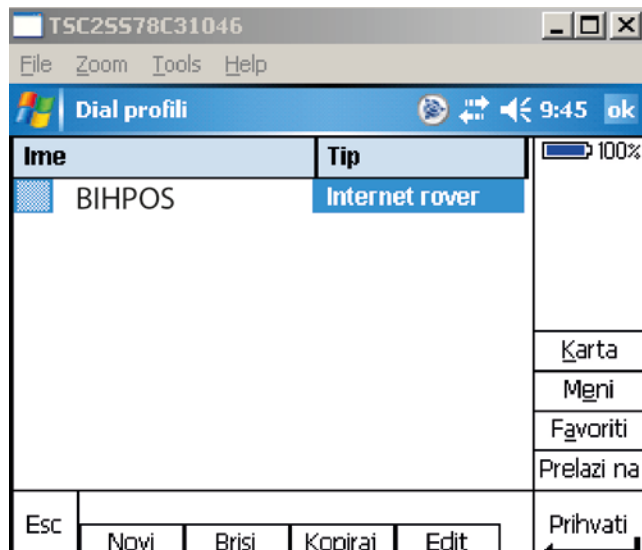 TSC2SS78C31046
File Zoom Tools Help
Dial profili 9:45 ok
Ime Tip 100%
BIHPOS Internet rover
Karta
Meni
Favoriti
Prelazi na
Esc Novi Brisi Kopiraj Edit Prihvati